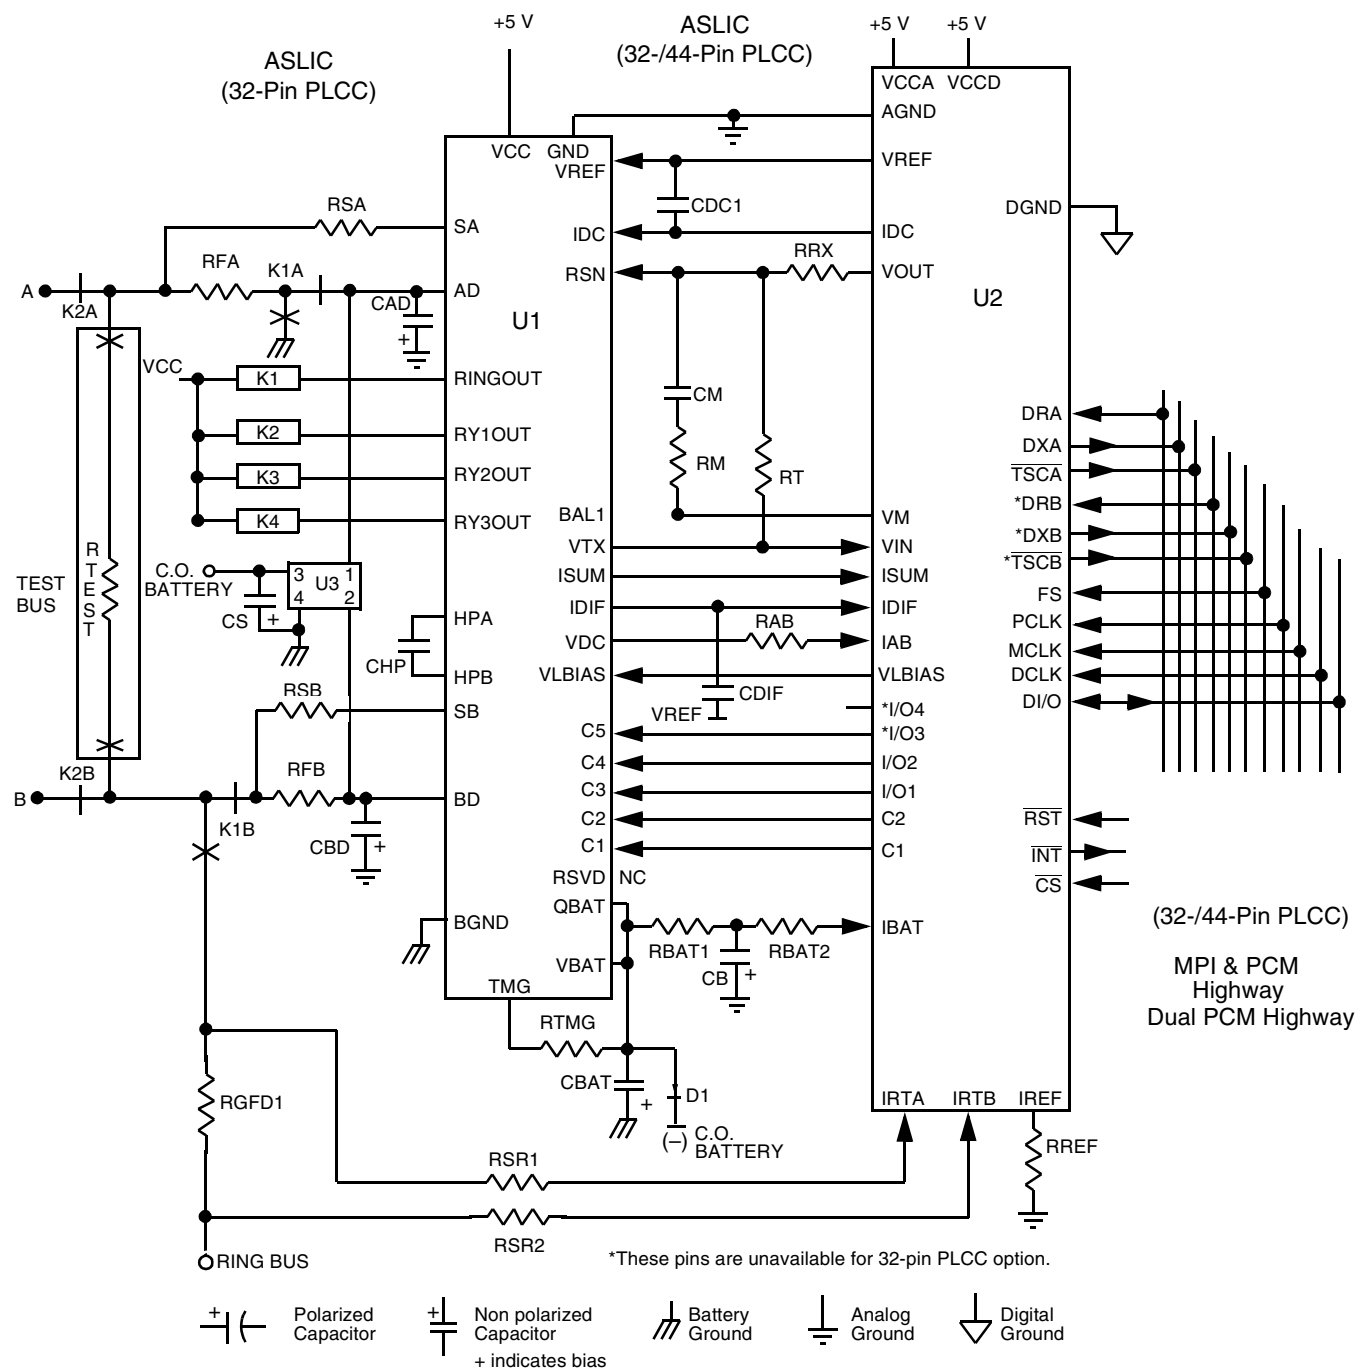 +5 V
ASLIC
(32-/44-Pin PLCC)
+5 V
+5 V
ASLIC
(32-Pin PLCC)
VCCA
VCCD
AGND
VCC
GND
VREF
VREF
RSA
SA
CDC1
DGND
IDC
IDC
RFA
K1A
RSN
RRX
VOUT
A
K2A
CAD
+
AD
U1
U2
VCC
K1
RINGOUT
CM
K2
RY1OUT
K3
RY2OUT
K4
RY3OUT
RM
RT
DRA
DXA
TSCA
*DRB
*DXB
*TSCB
FS
PCLK
MCLK
DCLK
DI/O
BAL1
VM
VTX
VIN
ISUM
ISUM
IDIF
IDIF
VDC
RAB
IAB
VLBIAS
VLBIAS
CDIF
VREF
*I/O4
TEST
BUS
R
T
E
S
T
C.O.
BATTERY
3
1
U3
4
2
CS
+
HPA
CHP
HPB
RSB
SB
C5
*I/O3
C4
I/O2
C3
I/O1
C2
C2
C1
C1
B
K2B
K1B
RFB
BD
CBD
+
RST
INT
CS
RSVD
NC
QBAT
BGND
VBAT
RBAT1
RBAT2
IBAT
CB
+
TMG
(32-/44-Pin PLCC)
MPI & PCM
Highway
Dual PCM Highway
RTMG
CBAT
+
D1
(–)
C.O.
BATTERY
RGFD1
IRTA
IRTB
IREF
RREF
RSR1
RSR2
RING BUS
*These pins are unavailable for 32-pin PLCC option.
+
Polarized
Capacitor
+
Non polarized
Capacitor
+ indicates bias
Battery
Ground
Analog
Ground
Digital
Ground